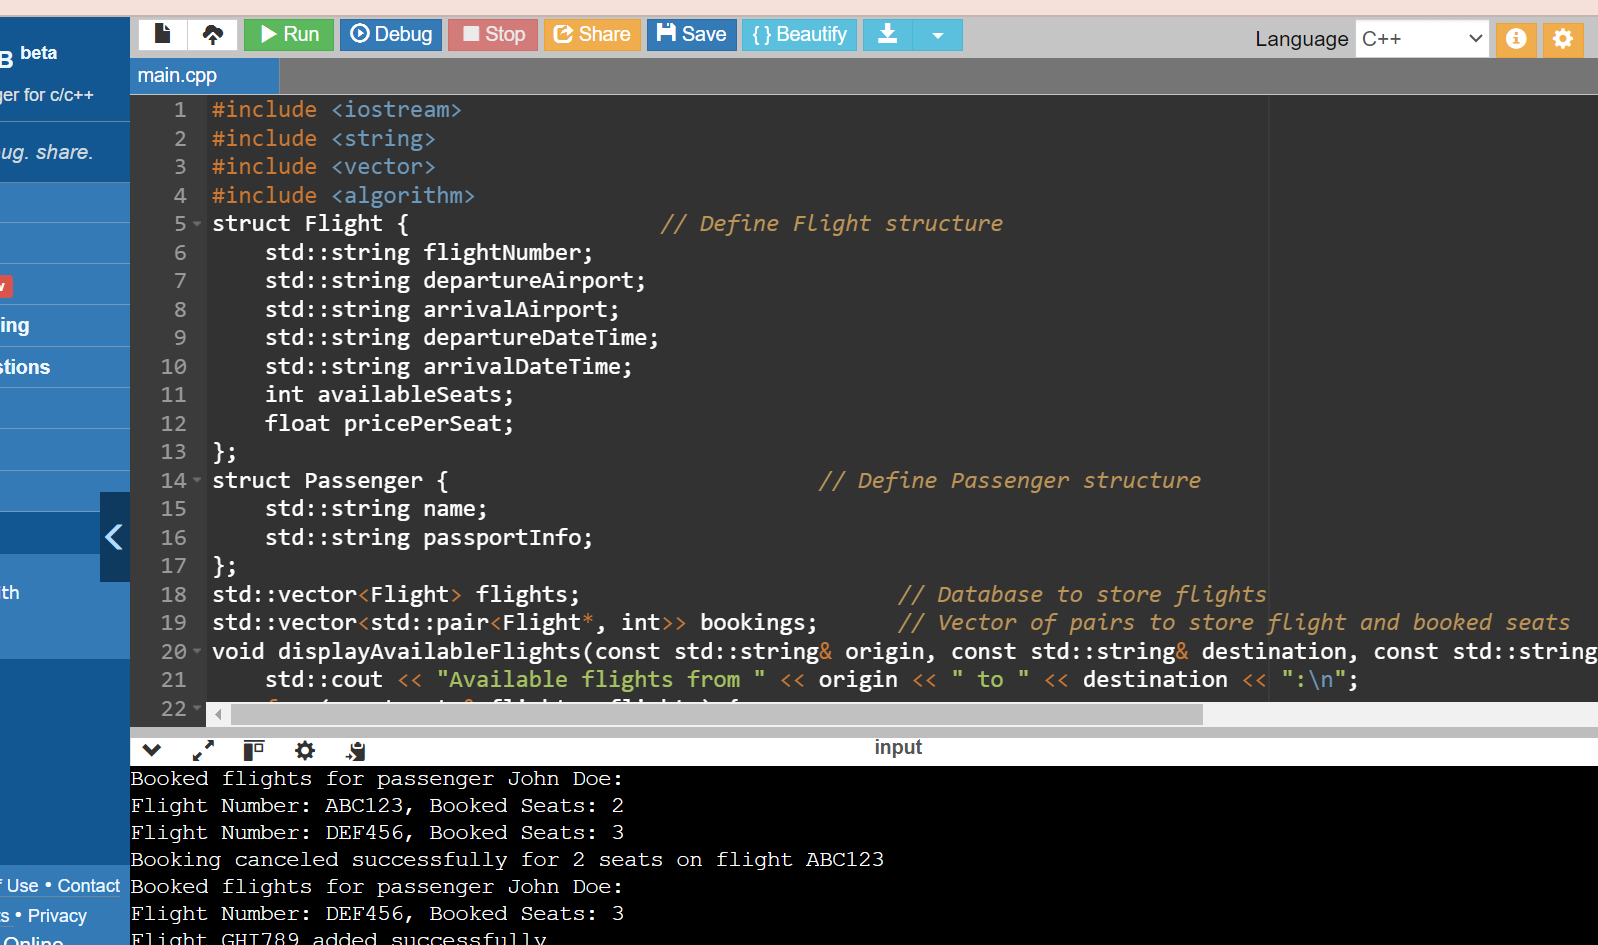 Run Debug Stop Share Save { } Beautify Language C++
B beta
main.cpp
ger for c/c++
ug. share.
ing
stions
ith
f Use • Contact
s • Privacy
Online
1 #include <iostream>
2 #include <string>
3 #include <vector>
4 #include <algorithm>
5 struct Flight { // Define Flight structure
6 std::string flightNumber;
7 std::string departureAirport;
8 std::string arrivalAirport;
9 std::string departureDateTime;
10 std::string arrivalDateTime;
11 int availableSeats;
12 float pricePerSeat;
13 };
14 struct Passenger { // Define Passenger structure
15 std::string name;
16 std::string passportInfo;
17 };
18 std::vector<Flight> flights; // Database to store flights
19 std::vector<std::pair<Flight*, int>> bookings; // Vector of pairs to store flight and booked seats
20 void displayAvailableFlights(const std::string& origin, const std::string& destination, const std::string
21 std::cout << "Available flights from " << origin << " to " << destination << ":\n";
22
input
Booked flights for passenger John Doe:
Flight Number: ABC123, Booked Seats: 2
Flight Number: DEF456, Booked Seats: 3
Booking canceled successfully for 2 seats on flight ABC123
Booked flights for passenger John Doe:
Flight Number: DEF456, Booked Seats: 3
Flight GHI789 added successfully